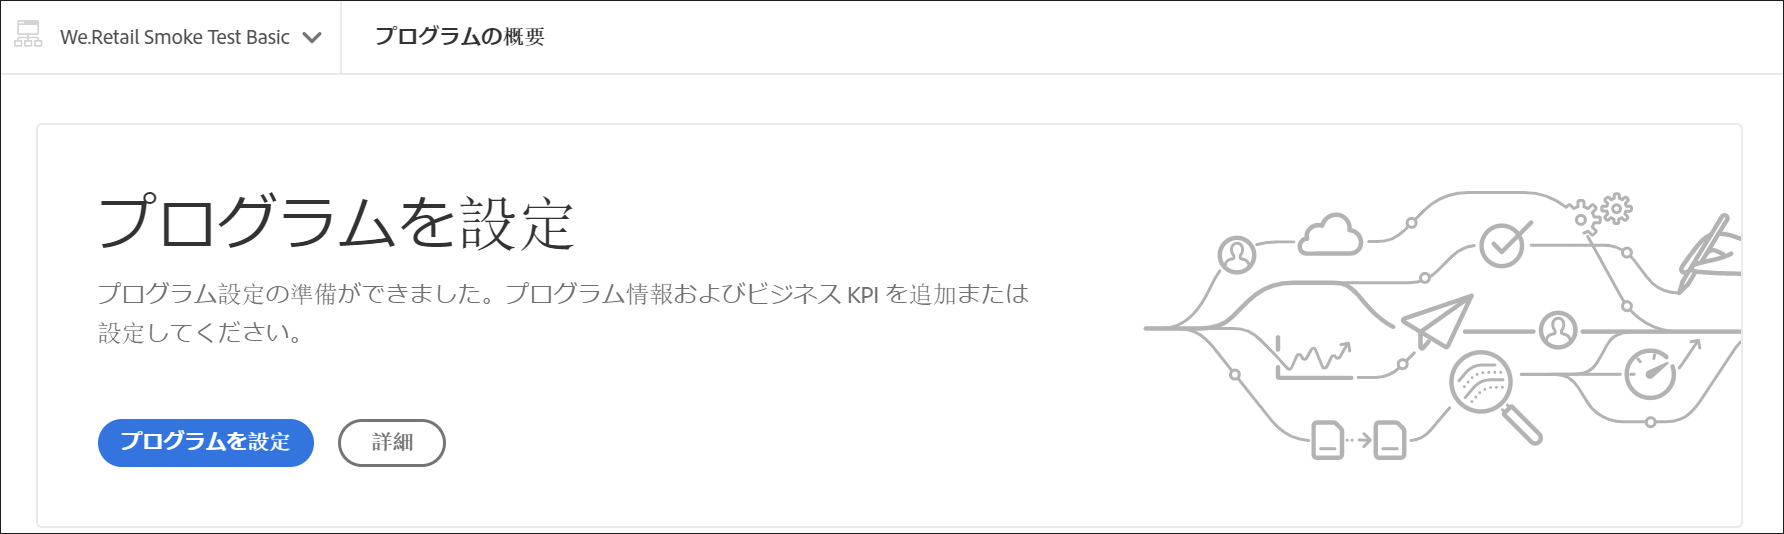 We.Retail Smoke Test Basic
プログラムの概要
プログラムを設定
プログラム設定の準備ができました。プログラム情報およびビジネス KPI を追加または
設定してください。
プログラムを設定
詳細